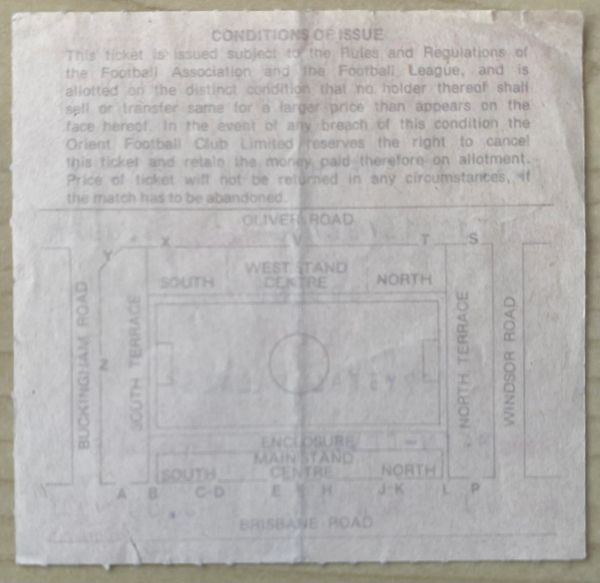 CONDITIONS OF ISSUE
This ticket is issued subject to the Rules and Regulations of
the Football Association and the Football League, and is
allotted on the distinct condition that no holder thereof shall
sell or transfer same for a larger price than appears on the
face hereof. In the event of any breach of this condition the
Orient Football Club Limited reserves the right to cancel
this ticket and retain the money paid therefore on allotment.
Price of ticket will not be returned in any circumstances, if
the match has to be abandoned.
OLIVER ROAD
X V T S
Y
WEST STAND
SOUTH CENTRE NORTH
BUCKINGHAM ROAD
Z
SOUTH TERRACE
NORTH TERRACE
WINDSOR ROAD
ENCLOSURE
MAIN STAND
SOUTH CENTRE NORTH
A B C-D E H J-K L P
BRISBANE ROAD